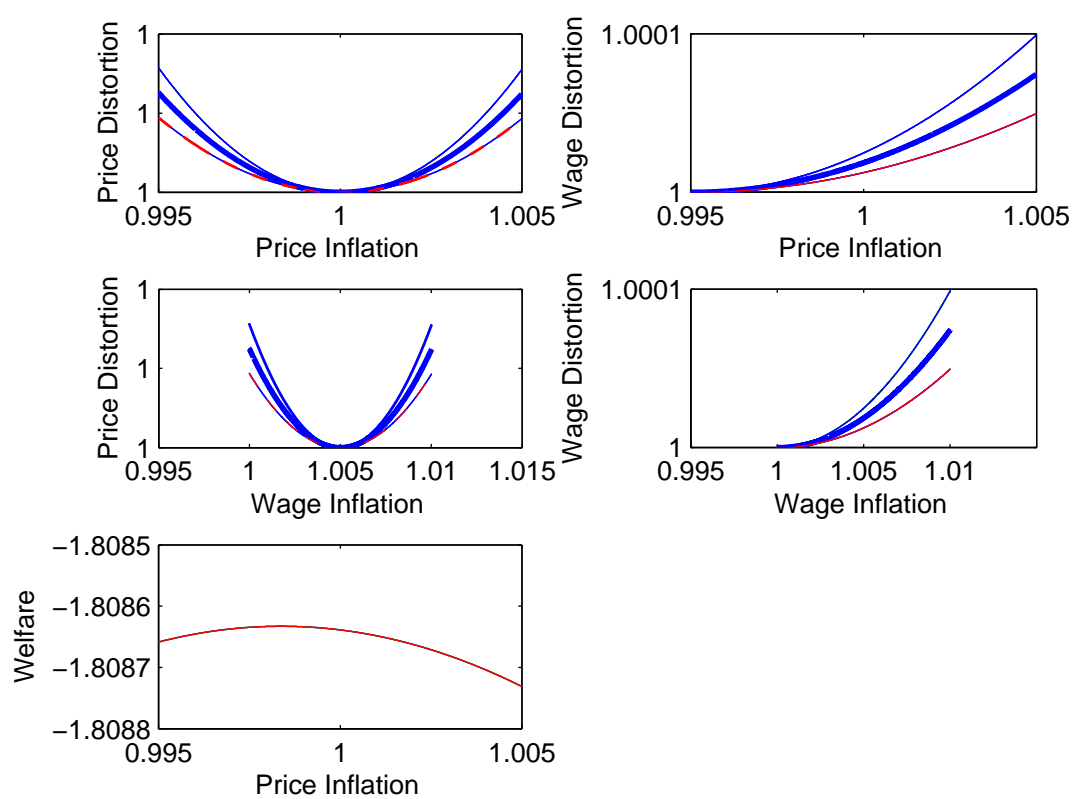 1
1
1
Price Distortion
0.995 1 1.005
Price Inflation
1.0001
1
Wage Distortion
0.995 1 1.005
Price Inflation
1
1
1
Price Distortion
0.995 1 1.005 1.01 1.015
Wage Inflation
1.0001
1
Wage Distortion
0.995 1 1.005 1.01
Wage Inflation
−1.8085
−1.8086
−1.8087
−1.8088
Welfare
0.995 1 1.005
Price Inflation